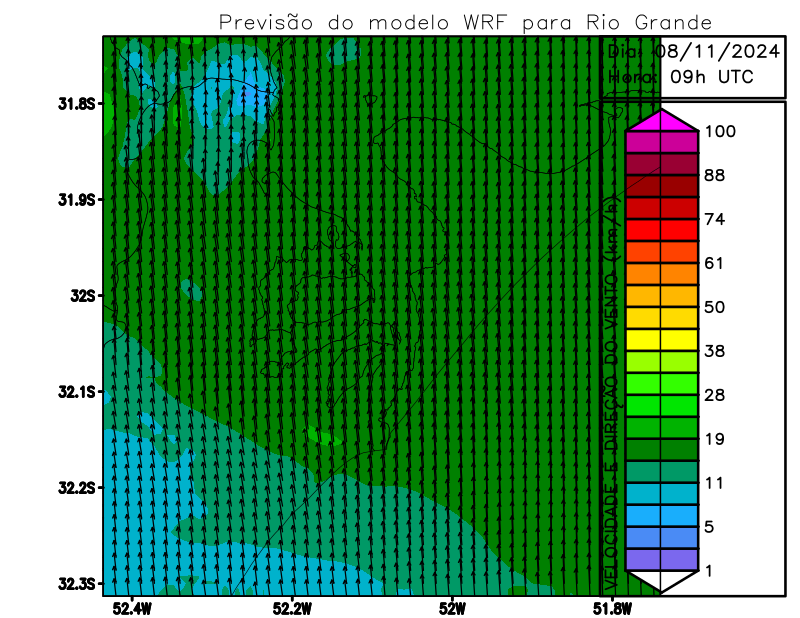 Previsão do modelo WRF para Rio Grande
Dia: 08/11/2024
Hora: 09h UTC
VELOCIDADE E DIREÇÃO DO VENTO (km/h)
100
88
74
61
50
38
28
19
11
5
1
31.8S
31.9S
32S
32.1S
32.2S
32.3S
52.4W 52.2W 52W 51.8W